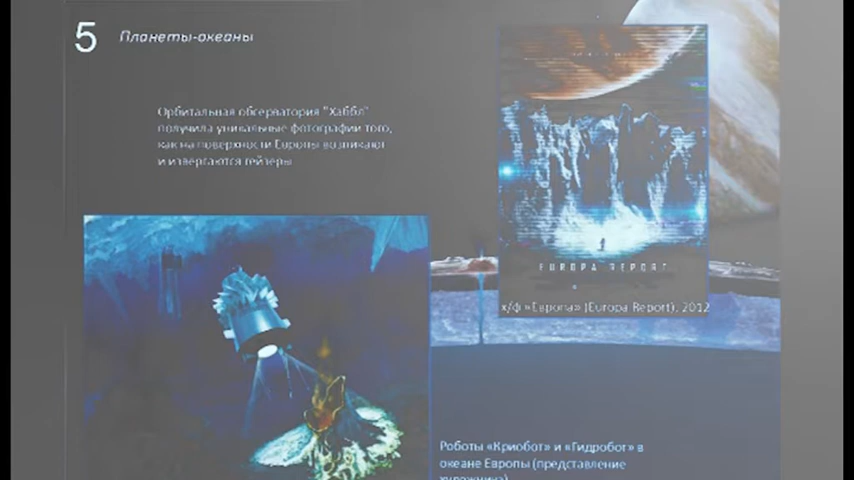 5 Планеты-океаны
Орбитальная обсерватория "Хаббл"
получила уникальные фотографии того,
как на поверхности Европы возникают
и извергаются гейзеры
EUROPA REPORT
х/ф «Европа» (Europa Report), 2012
Роботы «Криобот» и «Гидробот» в
океане Европы (представление
художника)